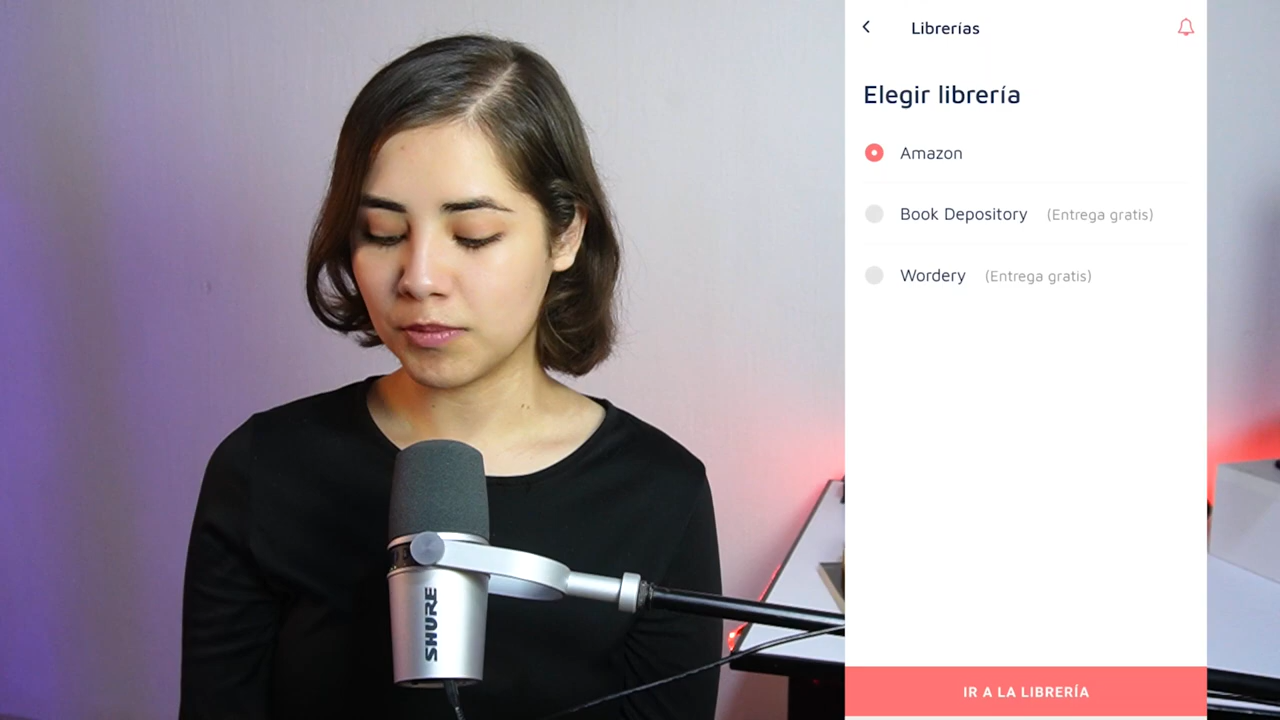 Librerías
Elegir librería
Amazon
Book Depository (Entrega gratis)
Wordery (Entrega gratis)
IR A LA LIBRERÍA
SHURE